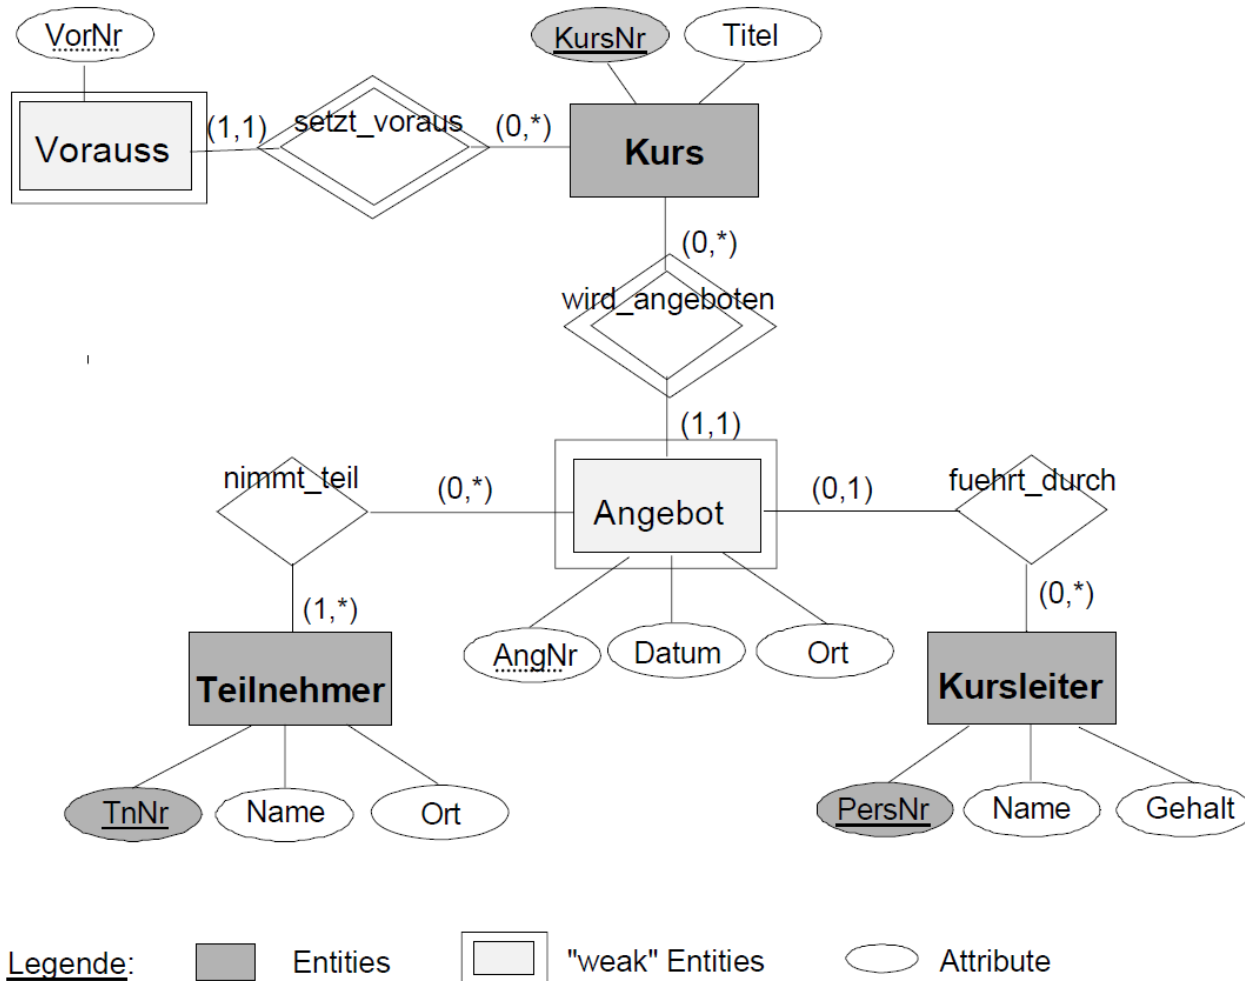 VorNr
KursNr
Titel
Vorauss
(1,1)
setzt_voraus
(0,*)
Kurs
(0,*)
wird_angeboten
(1,1)
nimmt_teil
(0,*)
Angebot
(0,1)
fuehrt_durch
(1,*)
(0,*)
AngNr
Datum
Ort
Teilnehmer
Kursleiter
TnNr
Name
Ort
PersNr
Name
Gehalt
Legende:
Entities
"weak" Entities
Attribute